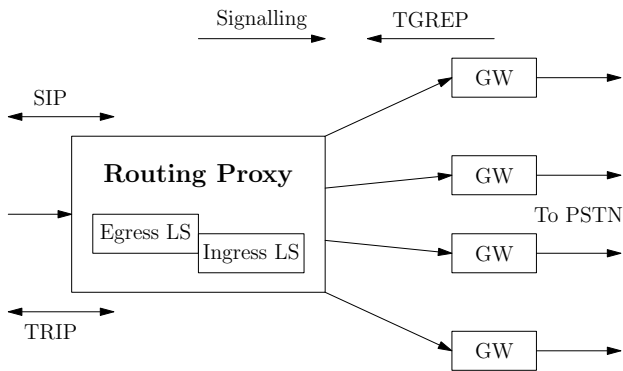 Signalling
TGREP
GW
SIP
Routing Proxy
GW
Egress LS
To PSTN
Ingress LS
GW
TRIP
GW